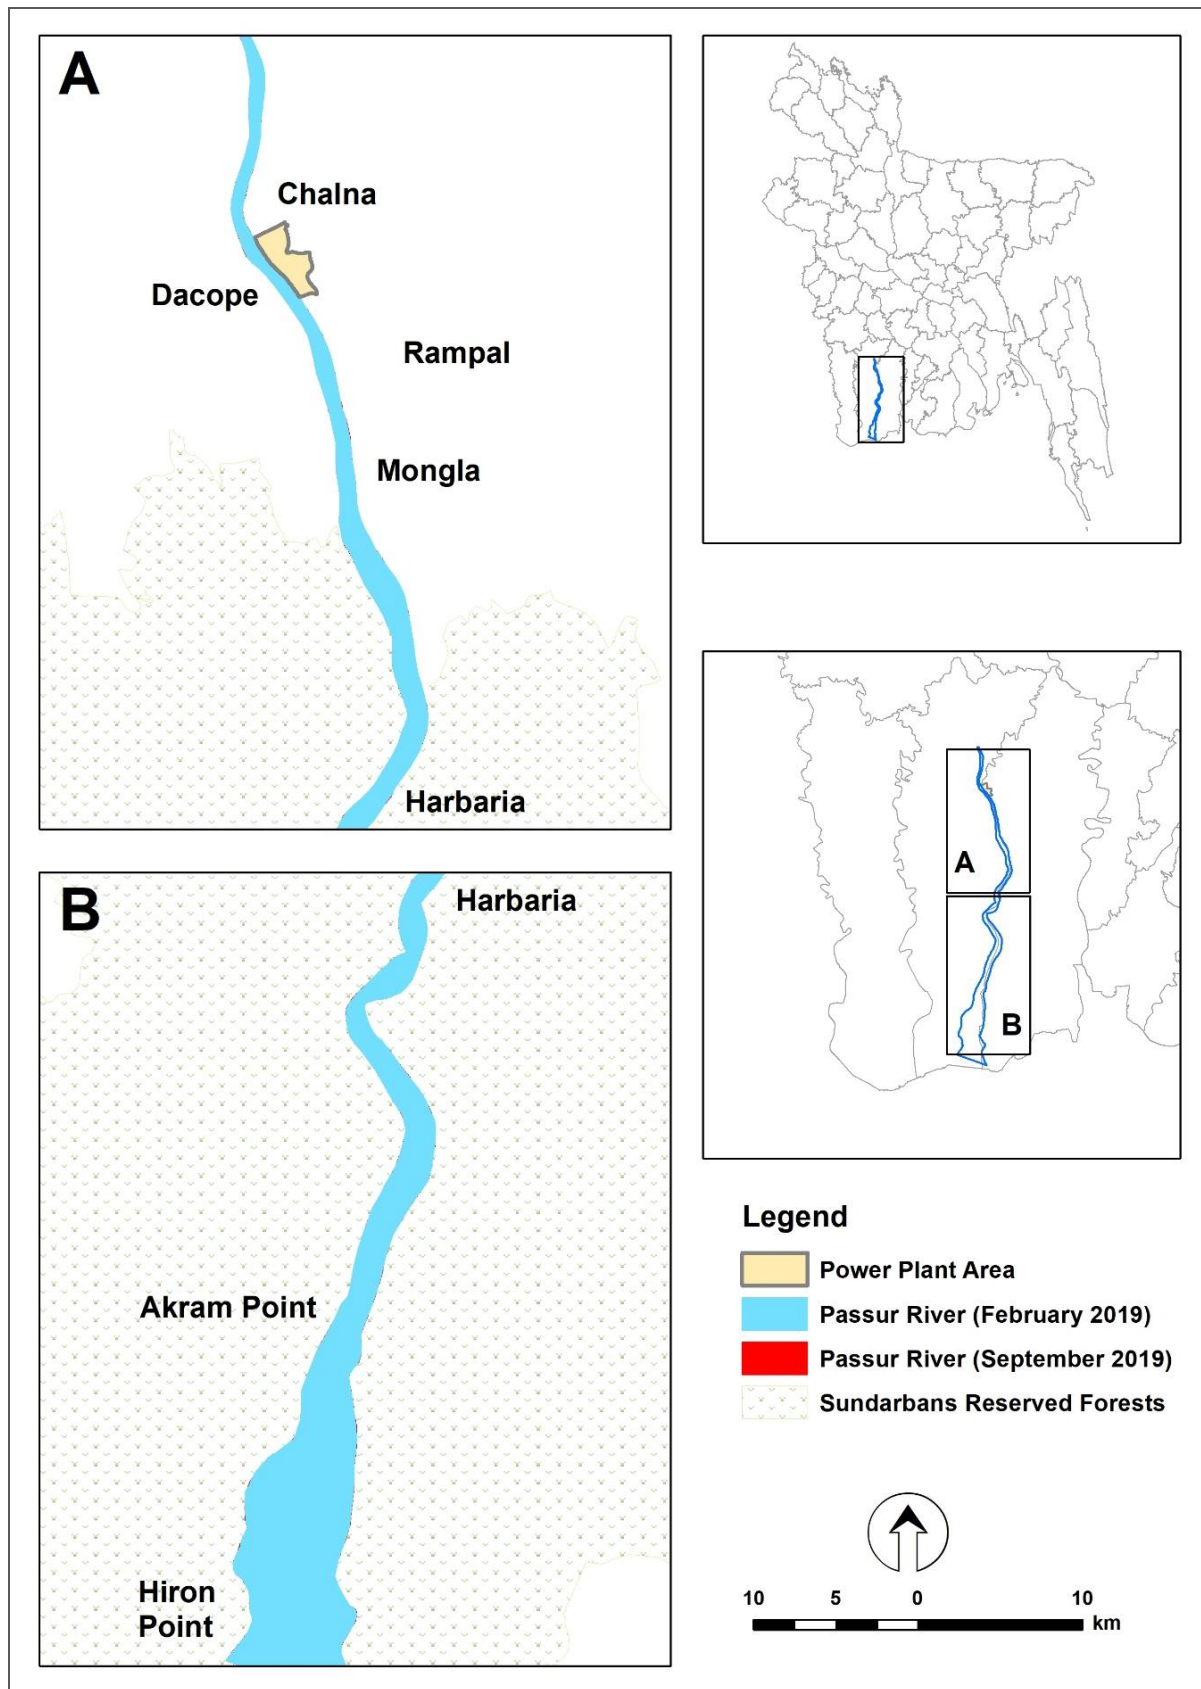 A
Chalna
Dacope
Rampal
Mongla
Harbaria
B
Harbaria
Akram Point
Hiron
Point
A
B
Legend
Power Plant Area
Passur River (February 2019)
Passur River (September 2019)
Sundarbans Reserved Forests
10 5 0 10
km